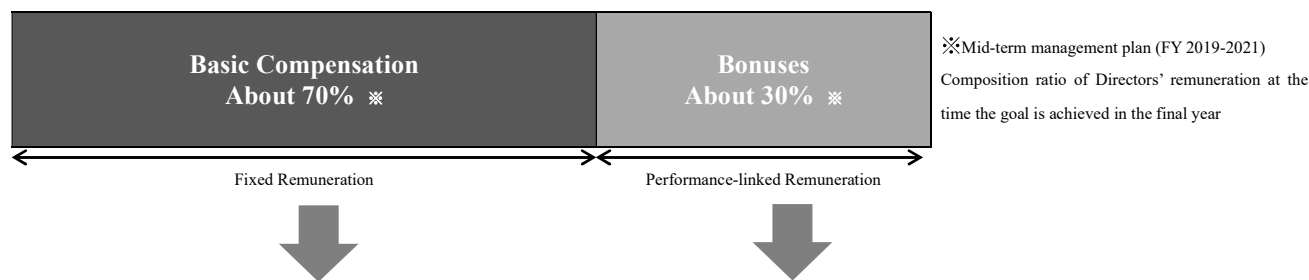 Basic Compensation
About 70% ※
Bonuses
About 30% ※
※Mid-term management plan (FY 2019-2021)
Composition ratio of Directors’ remuneration at the
time the goal is achieved in the final year
Fixed Remuneration
Performance-linked Remuneration